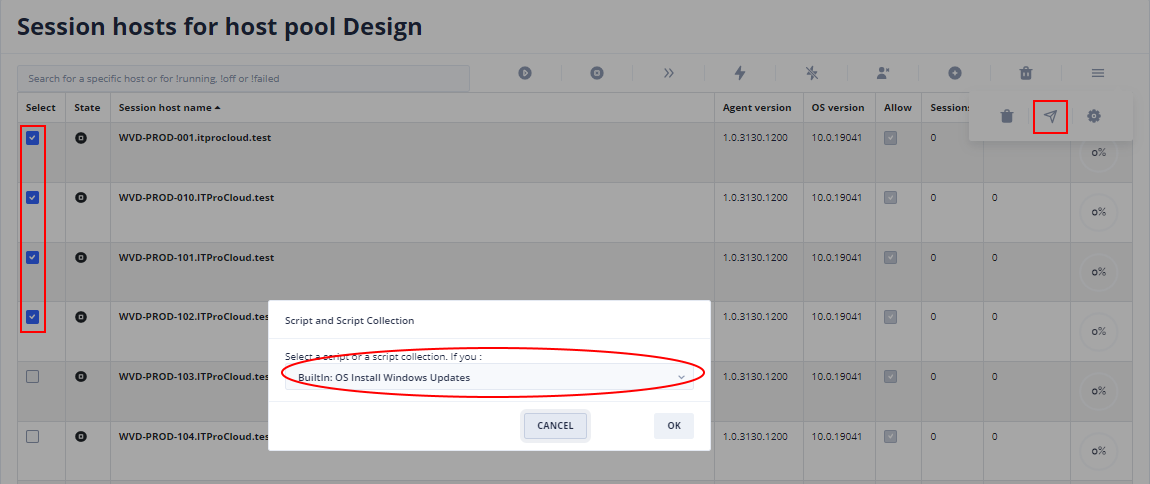 Session hosts for host pool Design
Search for a specific host or for !running, !off or !failed
Select State Session host name Agent version OS version Allow Sessions
WVD-PROD-001.itprocloud.test 1.0.3130.1200 10.0.19041 0 0%
WVD-PROD-010.ITProCloud.test 1.0.3130.1200 10.0.19041 0 0 0%
WVD-PROD-101.ITProCloud.test 1.0.3130.1200 10.0.19041 0 0 0%
WVD-PROD-102.ITProCloud.tes 1.0.3130.1200 10.0.19041 0 0 0%
Script and Script Collection
Select a script or a script collection. If you :
BuiltIn: OS Install Windows Updates
WVD-PROD-103.ITProCloud.tes 1.0.3130.1200 10.0.19041 0 0 0%
CANCEL OK
WVD-PROD-104.ITProCloud.tes 1.0.3130.1200 10.0.19041 0 0 0%